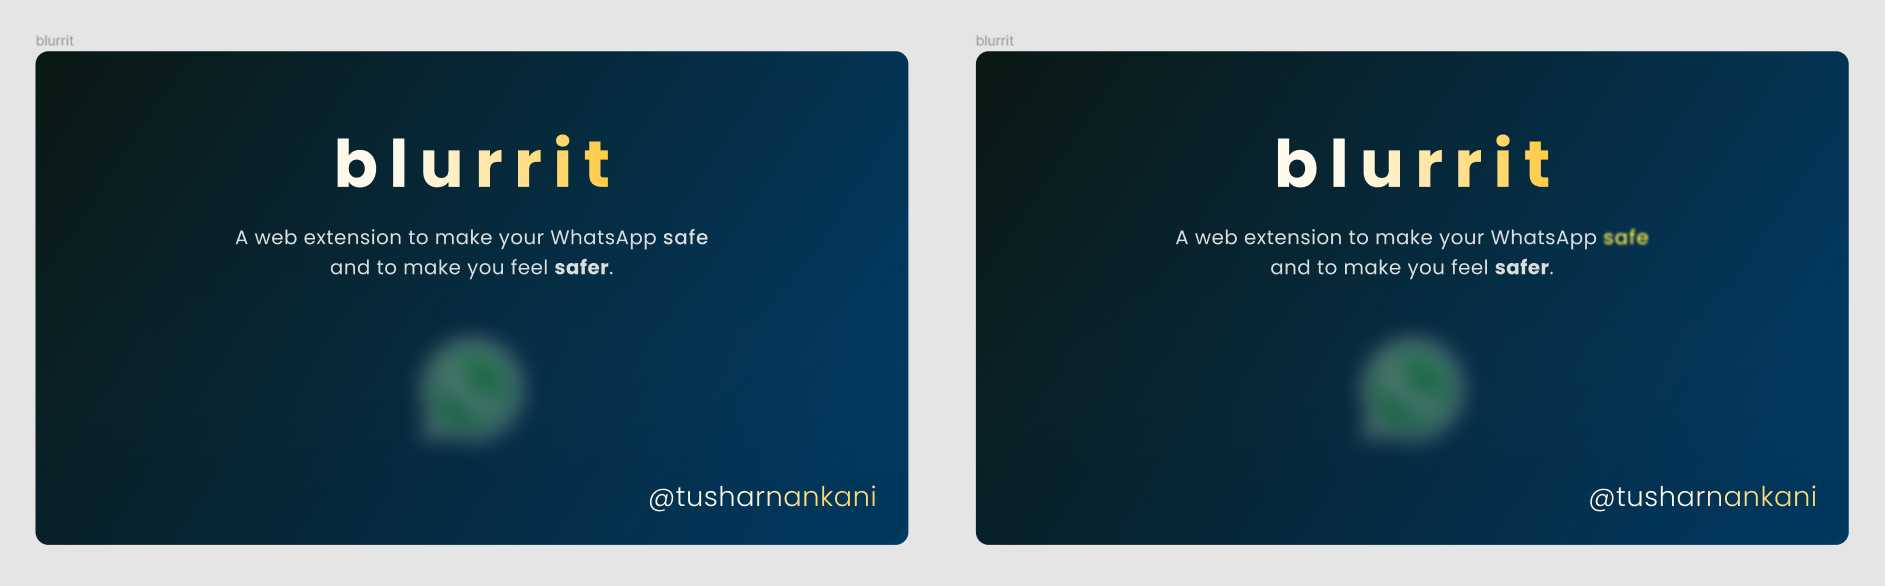 blurrit
blurrit
A web extension to make your WhatsApp safe
and to make you feel safer.
@tusharnankani
blurrit
blurrit
A web extension to make your WhatsApp safe
and to make you feel safer.
@tusharnankani